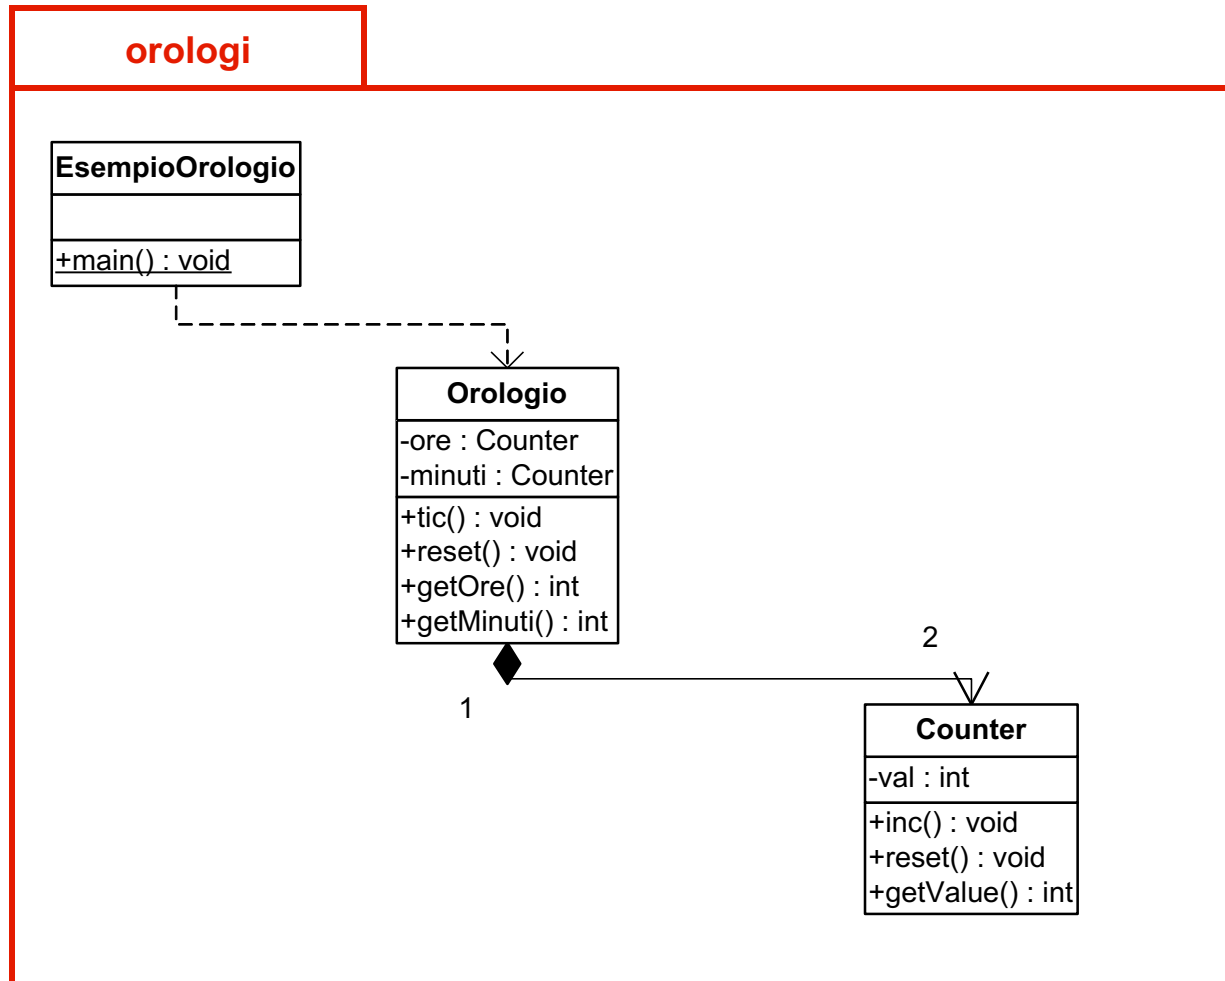 orologi
EsempioOrologio
+main() : void
Orologio
-ore : Counter
-minuti : Counter
+tic() : void
+reset() : void
+getOre() : int
+getMinuti() : int
1
2
Counter
-val : int
+inc() : void
+reset() : void
+getValue() : int